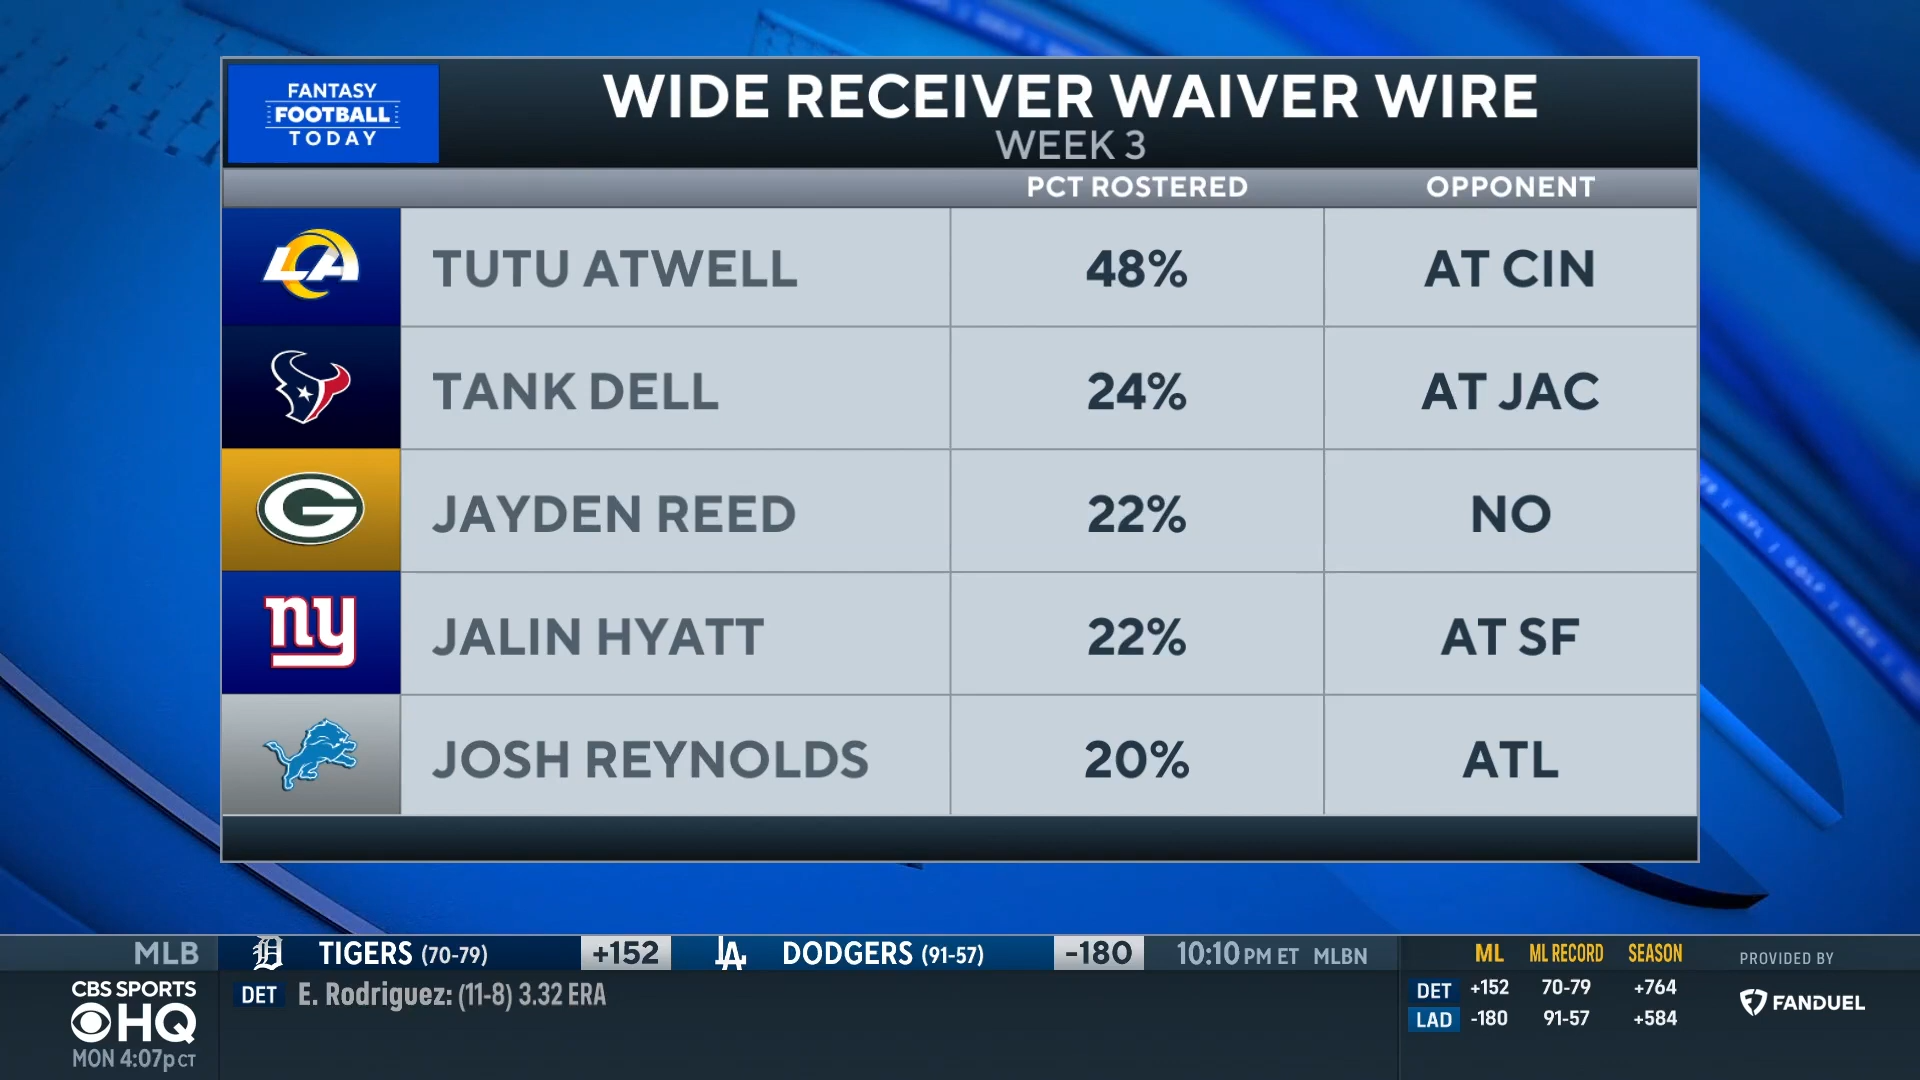 FANTASY
FOOTBALL
TODAY
WIDE RECEIVER WAIVER WIRE
WEEK 3
PCT ROSTERED OPPONENT
LA TUTU ATWELL 48% AT CIN
TANK DELL 24% AT JAC
G JAYDEN REED 22% NO
ny JALIN HYATT 22% AT SF
JOSH REYNOLDS 20% ATL
MLB D TIGERS (70-79) +152 LA DODGERS (91-57) -180 10:10 PM ET MLBN
DET E. Rodriguez: (11-8) 3.32 ERA
CBS SPORTS
HQ
MON 4:07p CT
ML ML RECORD SEASON
DET +152 70-79 +764
LAD -180 91-57 +584
PROVIDED BY
FANDUEL